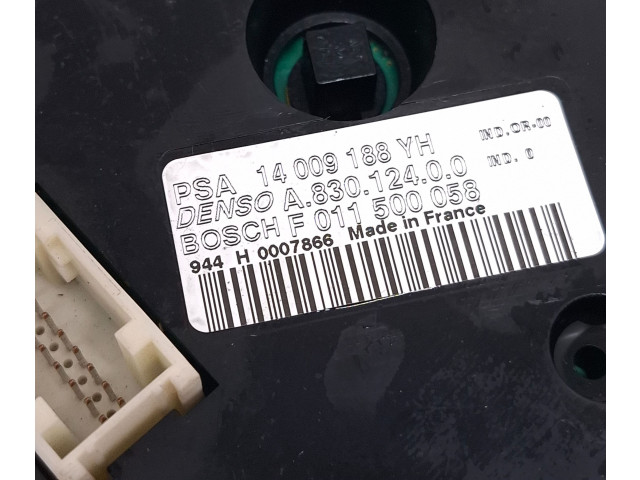 PSA 14 009 188 YH
IND.OR-00
DENSO A.830.124.0.0
IND. 0
BOSCH F 011 500 058
944 H 0007866 Made in France